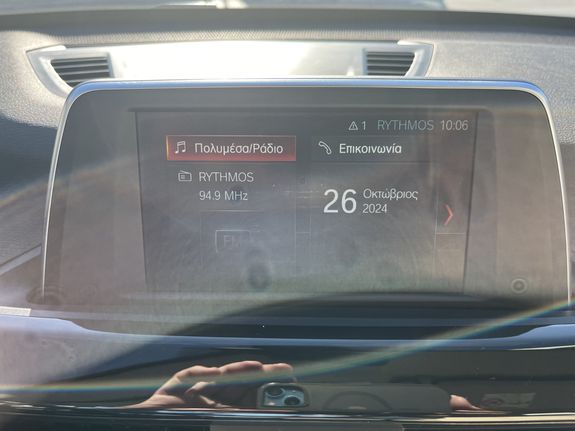 1 RYTHMOS 10:06
Πολυμέσα/Ράδιο
Επικοινωνία
RYTHMOS
94.9 MHz
FM
26 Οκτώβριος
2024